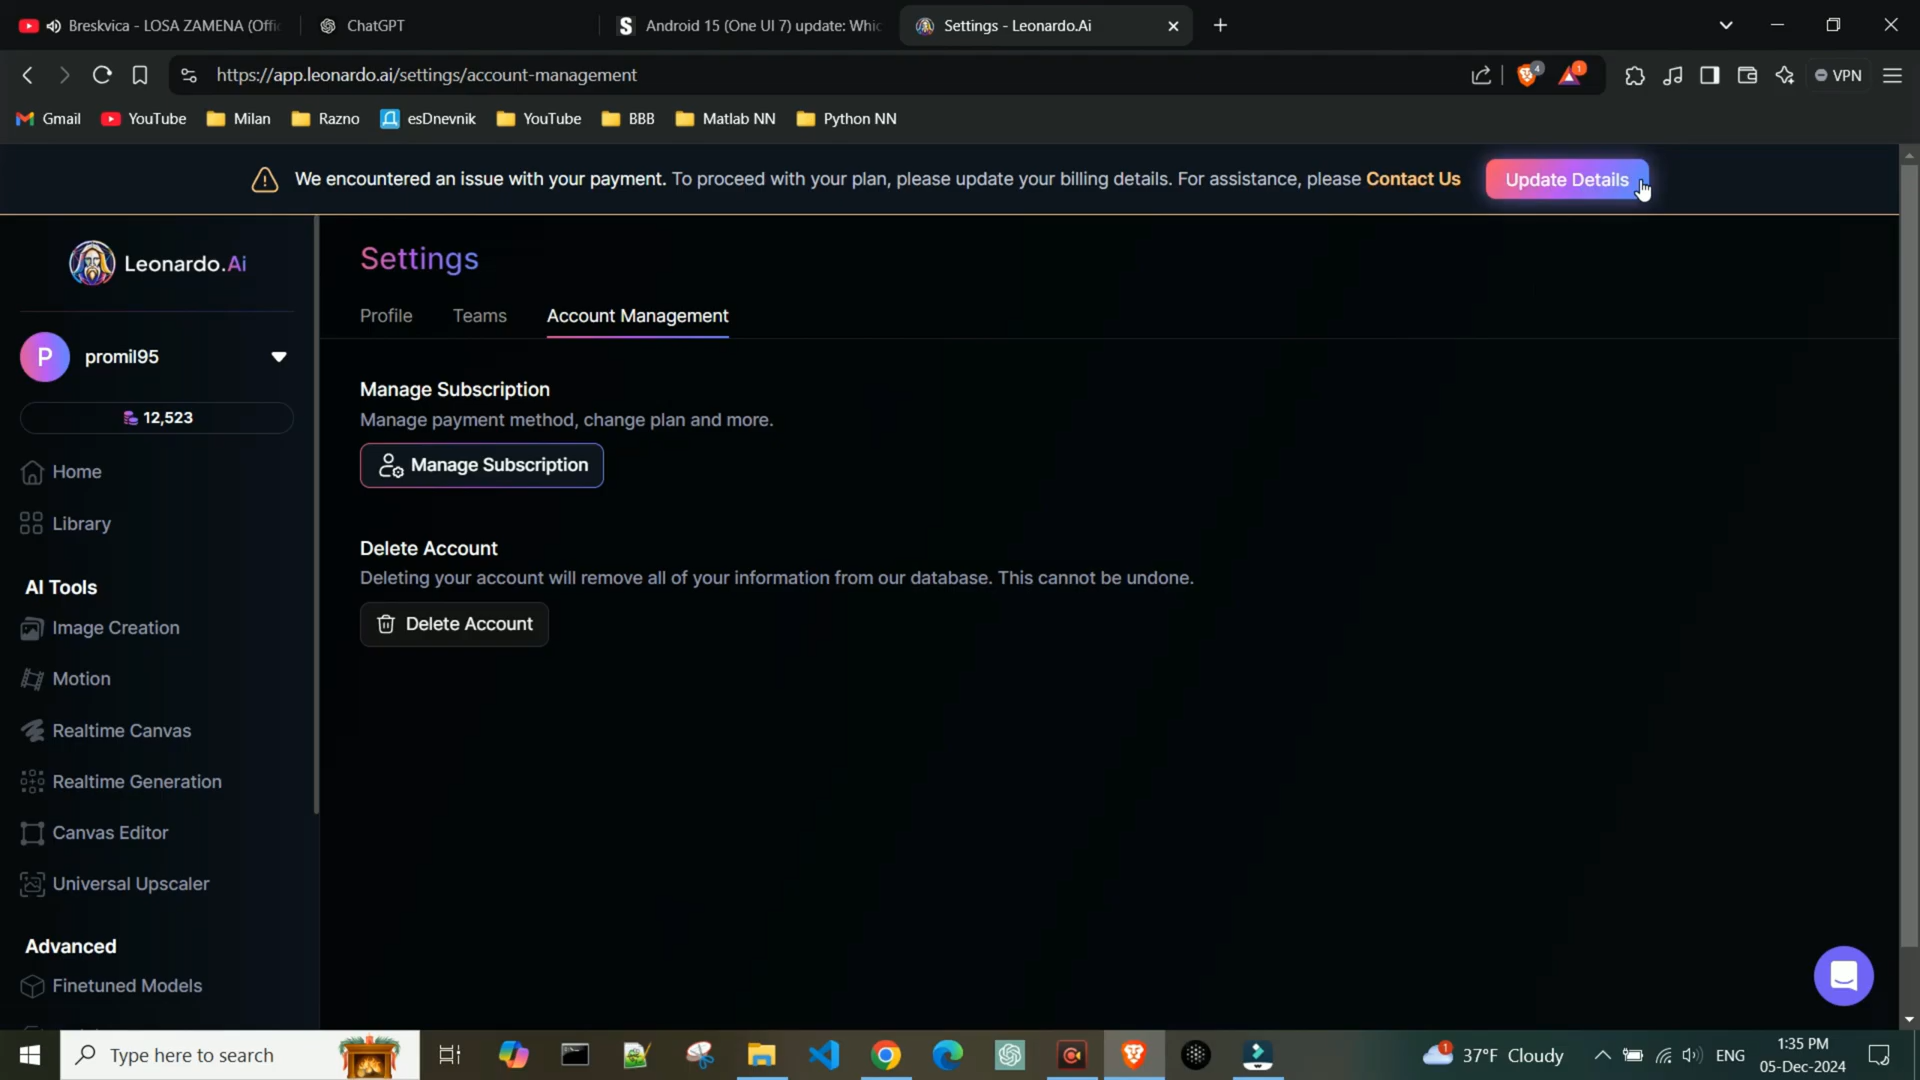 Breskvica - LOSA ZAMENA (Offi
ChatGPT
Android 15 (One UI 7) update: Whic
Settings - Leonardo.Ai
https://app.leonardo.ai/settings/account-management
4
1
VPN
Gmail
YouTube
Milan
Razno
esDnevnik
YouTube
BBB
Matlab NN
Python NN
We encountered an issue with your payment. To proceed with your plan, please update your billing details. For assistance, please Contact Us
Update Details
Leonardo.Ai
Settings
Profile
Teams
Account Management
P
promil95
12,523
Manage Subscription
Manage payment method, change plan and more.
Manage Subscription
Home
Library
Delete Account
Deleting your account will remove all of your information from our database. This cannot be undone.
Delete Account
AI Tools
Image Creation
Motion
Realtime Canvas
Realtime Generation
Canvas Editor
Universal Upscaler
Advanced
Finetuned Models
Type here to search
1
37°F Cloudy
ENG
1:35 PM
05-Dec-2024